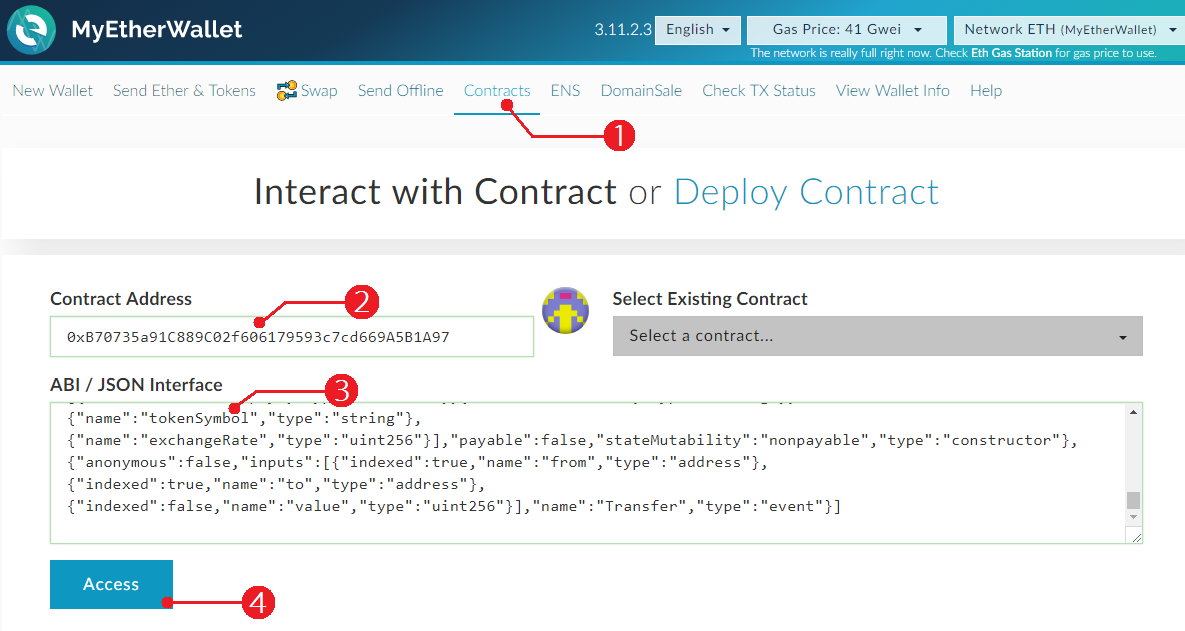 MyEtherWallet
3.11.2.3 English Gas Price: 41 Gwei Network ETH (MyEtherWallet)
The network is really full right now. Check Eth Gas Station for gas price to use.
New Wallet Send Ether & Tokens Swap Send Offline Contracts ENS DomainSale Check TX Status View Wallet Info Help
1
Interact with Contract or Deploy Contract
Contract Address
2
Select Existing Contract
0xB70735a91C889C02f606179593c7cd669A5B1A97
Select a contract...
ABI / JSON Interface
3
{"name":"tokenSymbol","type":"string"},
{"name":"exchangeRate","type":"uint256"}],"payable":false,"stateMutability":"nonpayable","type":"constructor"},
{"anonymous":false,"inputs":[{"indexed":true,"name":"from","type":"address"},
{"indexed":true,"name":"to","type":"address"},
{"indexed":false,"name":"value","type":"uint256"}],"name":"Transfer","type":"event"}]
Access
4